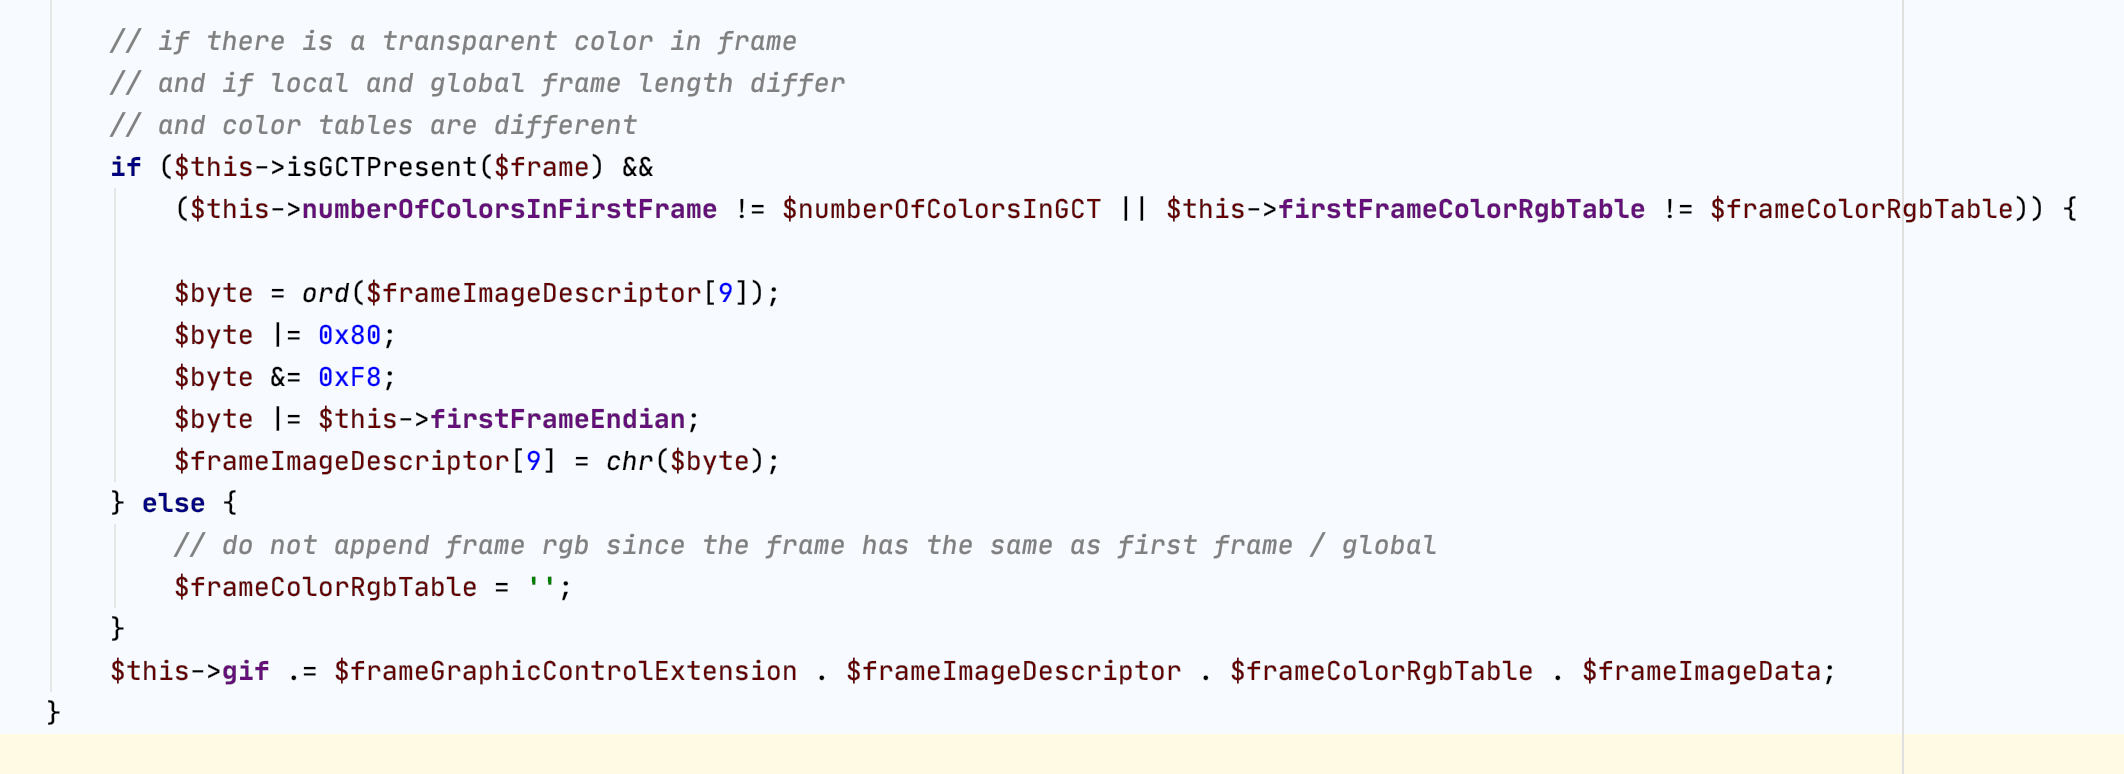 // if there is a transparent color in frame
// and if local and global frame length differ
// and color tables are different
if ($this->isGCTPresent($frame) &&
($this->numberOfColorsInFirstFrame != $numberOfColorsInGCT || $this->firstFrameColorRgbTable != $frameColorRgbTable)) {
$byte = ord($frameImageDescriptor[9]);
$byte |= 0x80;
$byte &= 0xF8;
$byte |= $this->firstFrameEndian;
$frameImageDescriptor[9] = chr($byte);
} else {
// do not append frame rgb since the frame has the same as first frame / global
$frameColorRgbTable = '';
}
$this->gif .= $frameGraphicControlExtension . $frameImageDescriptor . $frameColorRgbTable . $frameImageData;
}